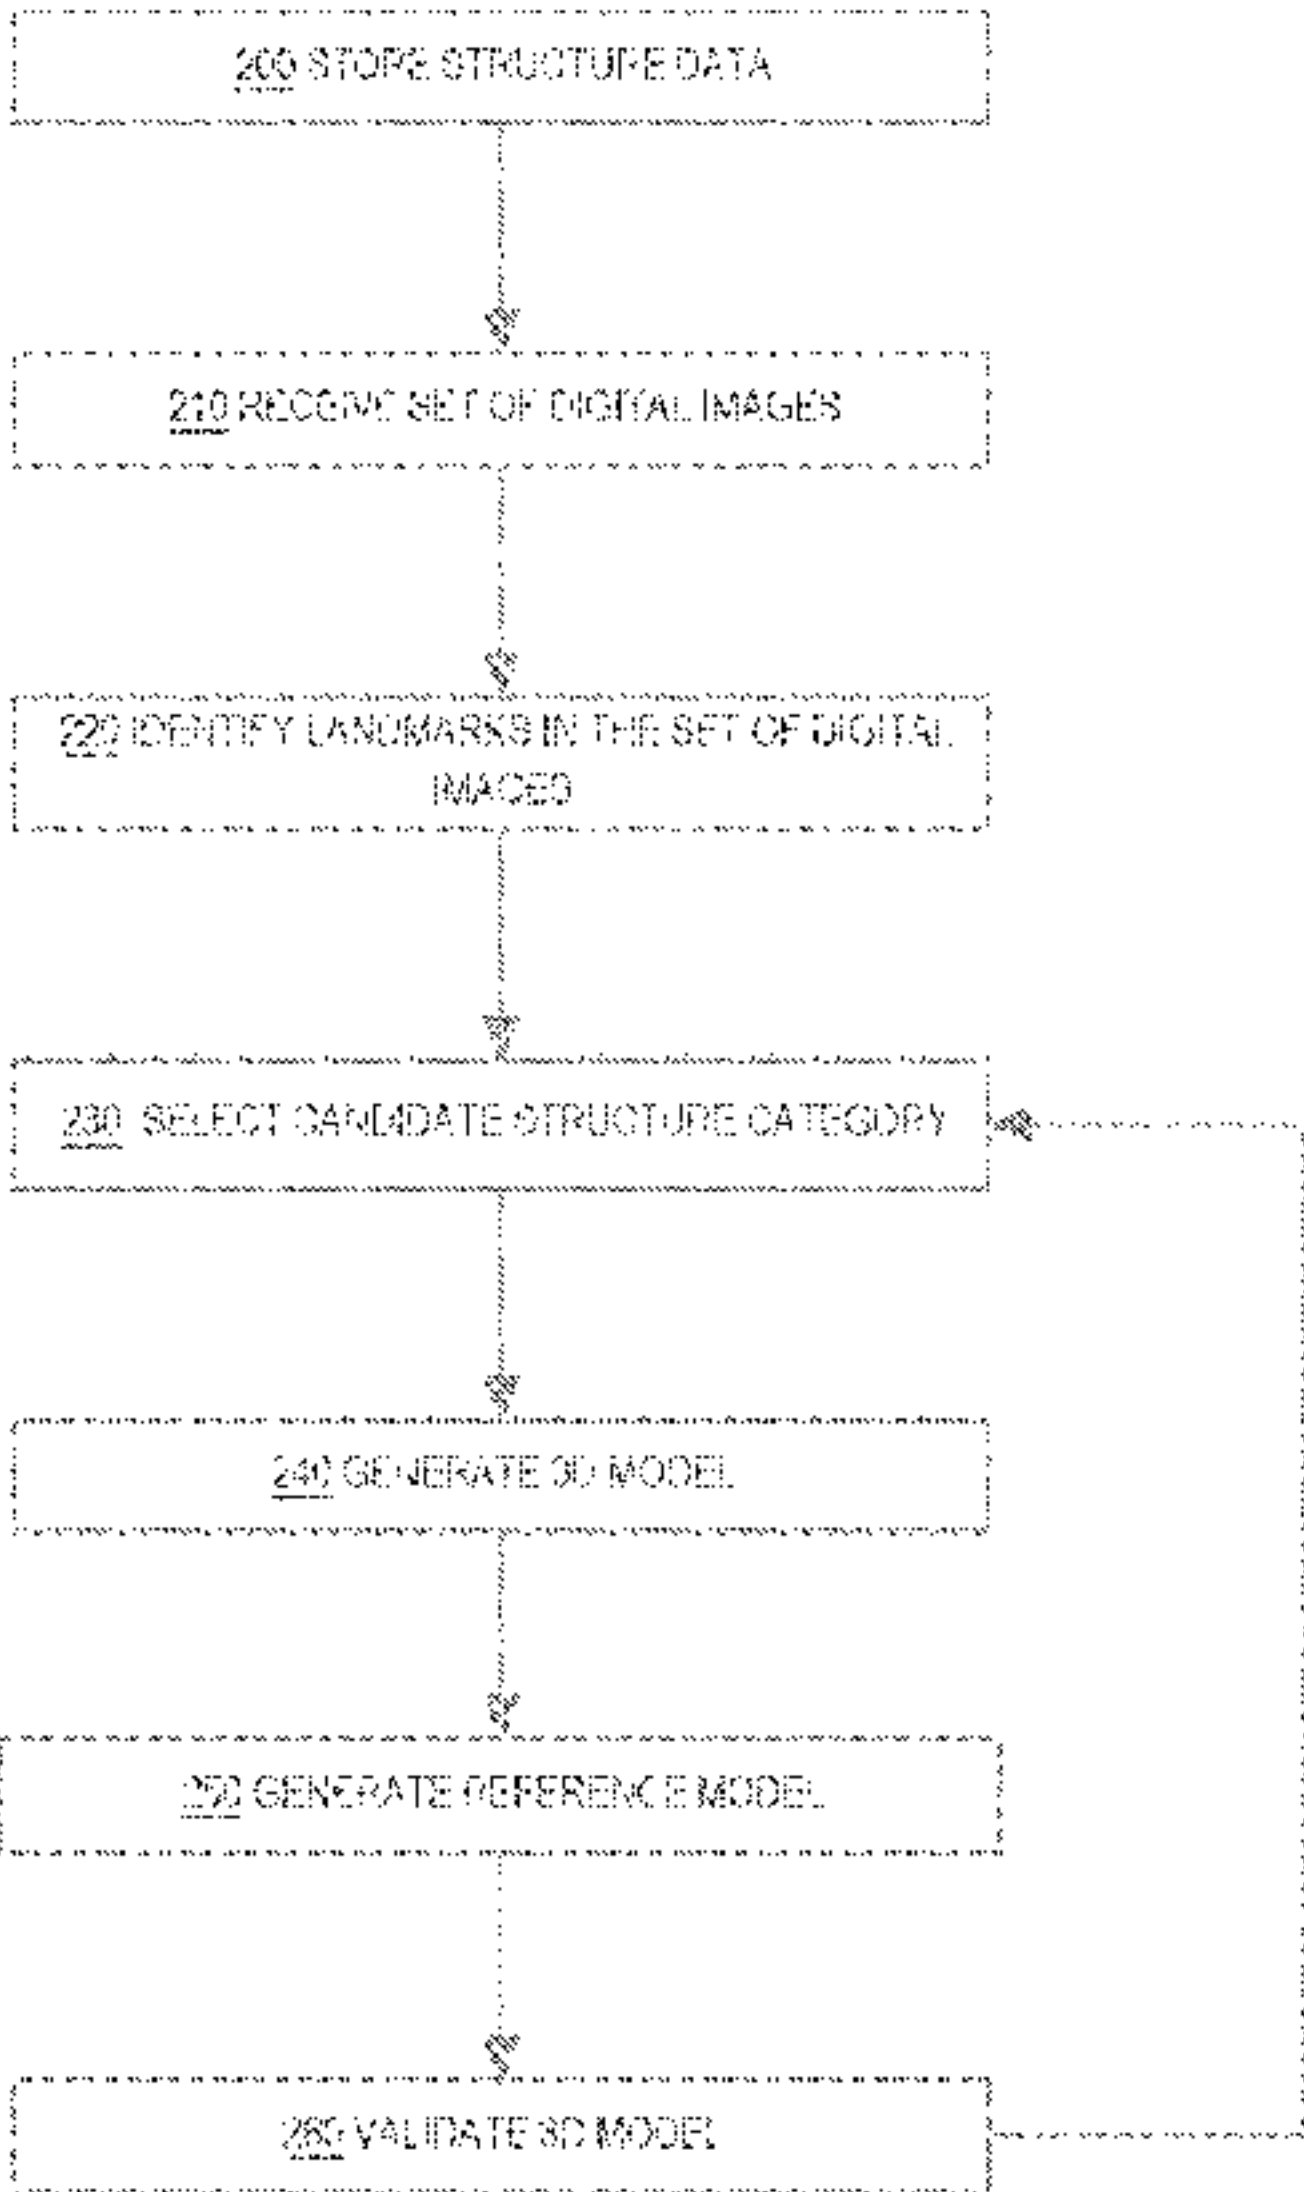 200 STORE STRUCTURE DATA
210 RECEIVE SET OF DIGITAL IMAGES
220 IDENTIFY LANDMARKS IN THE SET OF DIGITAL
IMAGES
230 SELECT CANDIDATE STRUCTURE CATEGORY
240 GENERATE 3D MODEL
250 GENERATE REFERENCE MODEL
260 VALIDATE 3D MODEL